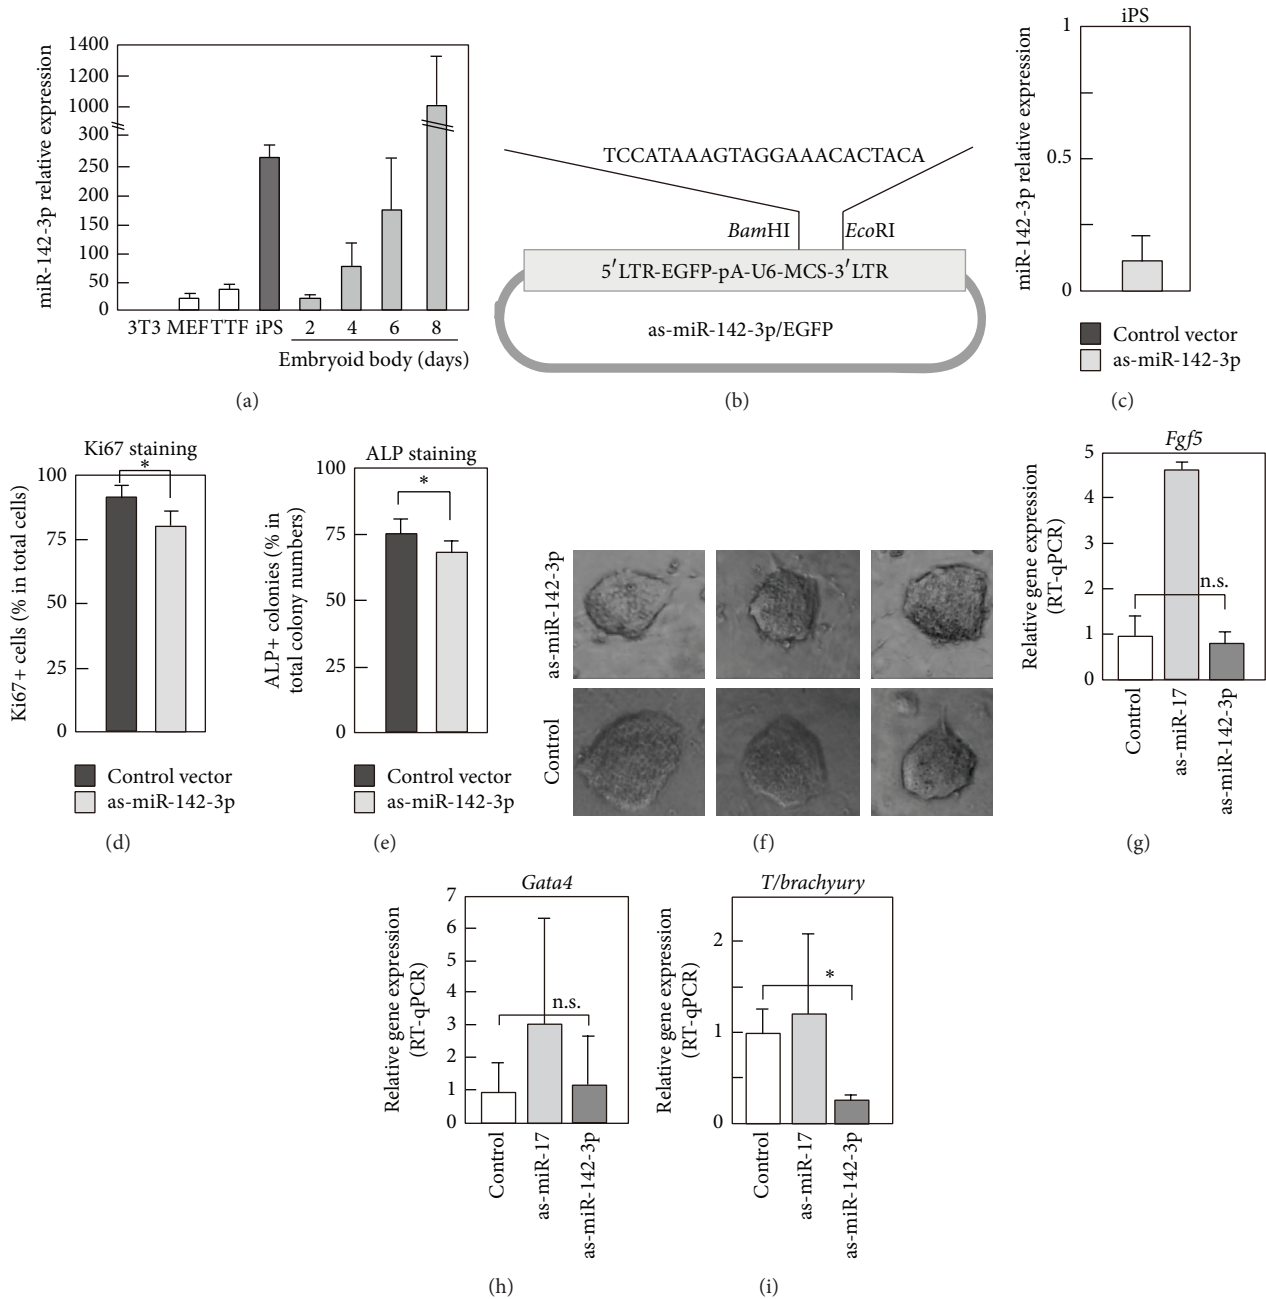 miR-142-3p relative expression
1400
1200
1000
300
250
200
150
100
50
0
3T3 MEF TTF iPS 2 4 6 8
Embryoid body (days)
(a)
TCCATAAAGTAGGAAACACTACA
BamHI EcoRI
5′LTR-EGFP-pA-U6-MCS-3′LTR
as-miR-142-3p/EGFP
(b)
iPS
miR-142-3p relative expression
1
0.5
0
Control vector
as-miR-142-3p
(c)
Ki67 staining
Ki67+ cells (% in total cells)
100
75
50
25
0
*
Control vector
as-miR-142-3p
(d)
ALP staining
ALP+ colonies (% in
total colony numbers)
100
75
50
25
0
*
Control vector
as-miR-142-3p
(e)
as-miR-142-3p
Control
(f)
Fgf5
Relative gene expression
(RT-qPCR)
5
4
3
2
1
0
n.s.
Control
as-miR-17
as-miR-142-3p
(g)
Gata4
Relative gene expression
(RT-qPCR)
7
6
5
4
3
2
1
0
n.s.
Control
as-miR-17
as-miR-142-3p
(h)
T/brachyury
Relative gene expression
(RT-qPCR)
2
1
0
*
Control
as-miR-17
as-miR-142-3p
(i)